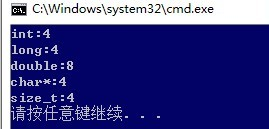 C:\Windows\system32\cmd.exe
int:4
long:4
double:8
char*:4
size_t:4
请按任意键继续. . .